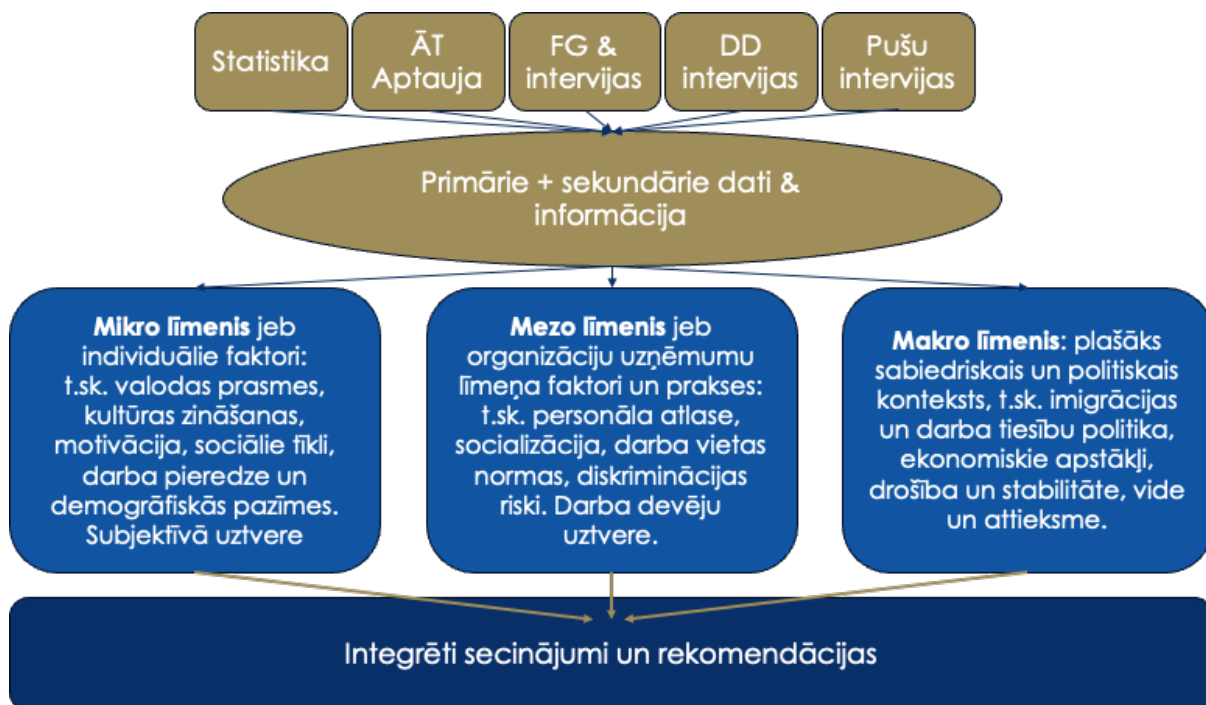 Statistika
ĀT
Aptauja
FG &
intervijas
DD
intervijas
Pušu
intervijas
Primārie + sekundārie dati &
informācija
Mikro līmenis jeb
individuālie faktori:
t.sk. valodas prasmes,
kultūras zināšanas,
motivācija, sociālie tīkli,
darba pieredze un
demogrāfiskās pazīmes.
Subjektīvā uztvere
Mezo līmenis jeb
organizāciju uzņēmumu
līmeņa faktori un prakses:
t.sk. personāla atlase,
socializācija, darba vietas
normas, diskriminācijas
riski. Darba devēju
uztvere.
Makro līmenis: plašāks
sabiedriskais un politiskais
konteksts, t.sk. imigrācijas
un darba tiesību politika,
ekonomiskie apstākļi,
drošība un stabilitāte, vide
un attieksme.
Integrēti secinājumi un rekomendācijas